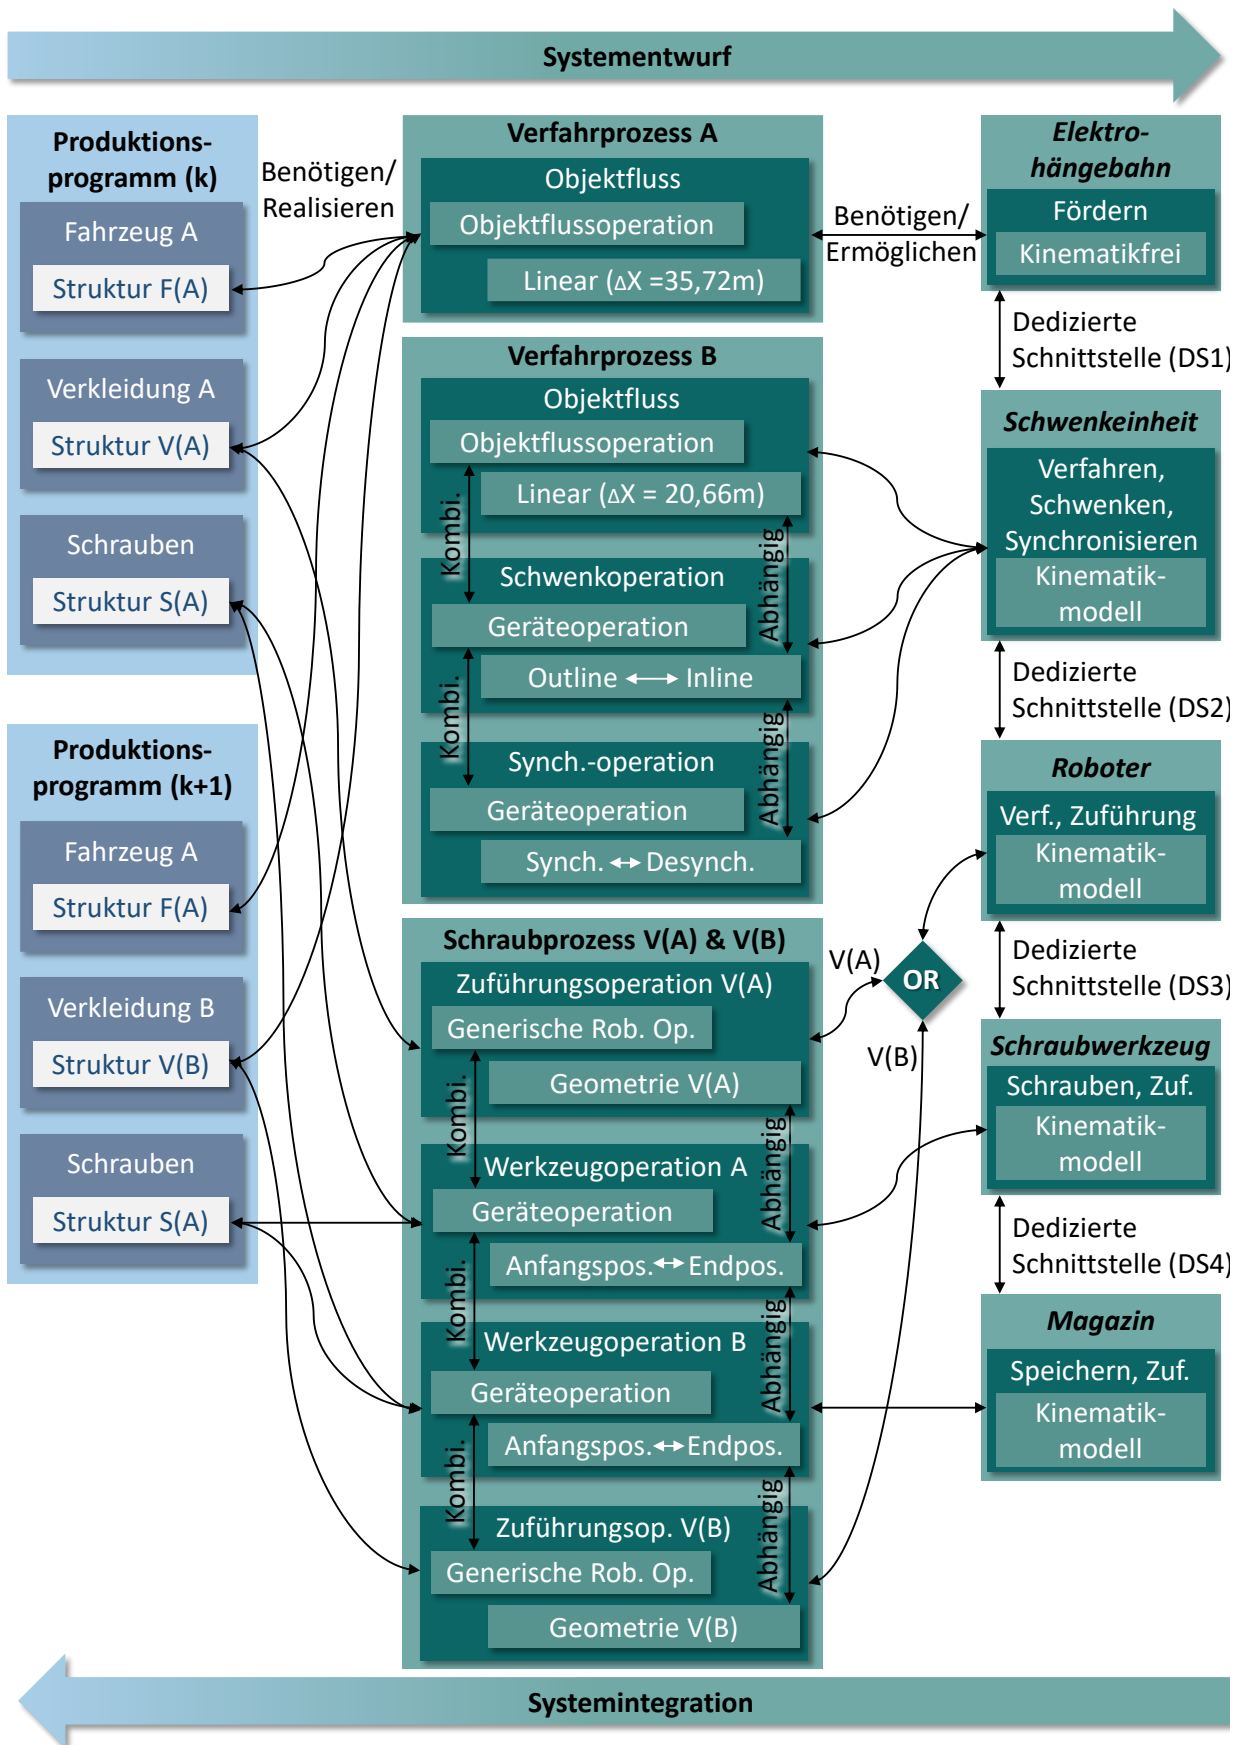 Systementwurf
Produktions-
programm (k)
Fahrzeug A
Struktur F(A)
Verkleidung A
Struktur V(A)
Schrauben
Struktur S(A)
Produktions-
programm (k+1)
Fahrzeug A
Struktur F(A)
Verkleidung B
Struktur V(B)
Schrauben
Struktur S(A)
Benötigen/
Realisieren
Verfahrprozess A
Objektfluss
Objektflussoperation
Linear (ΔX =35,72m)
Verfahrprozess B
Objektfluss
Objektflussoperation
Linear (ΔX = 20,66m)
Kombi.
Abhängig
Schwenkoperation
Geräteoperation
Outline
Inline
Kombi.
Abhängig
Synch.-operation
Geräteoperation
Synch.
Desynch.
Schraubprozess V(A) & V(B)
Zuführungsoperation V(A)
Generische Rob. Op.
Geometrie V(A)
Kombi.
Abhängig
Werkzeugoperation A
Geräteoperation
Anfangspos.
Endpos.
Kombi.
Abhängig
Werkzeugoperation B
Geräteoperation
Anfangspos.
Endpos.
Kombi.
Abhängig
Zuführungsop. V(B)
Generische Rob. Op.
Geometrie V(B)
Benötigen/
Ermöglichen
V(A)
OR
V(B)
Elektro-
hängebahn
Fördern
Kinematikfrei
Dedizierte
Schnittstelle (DS1)
Schwenkeinheit
Verfahren,
Schwenken,
Synchronisieren
Kinematik-
modell
Dedizierte
Schnittstelle (DS2)
Roboter
Verf., Zuführung
Kinematik-
modell
Dedizierte
Schnittstelle (DS3)
Schraubwerkzeug
Schrauben, Zuf.
Kinematik-
modell
Dedizierte
Schnittstelle (DS4)
Magazin
Speichern, Zuf.
Kinematik-
modell
Systemintegration